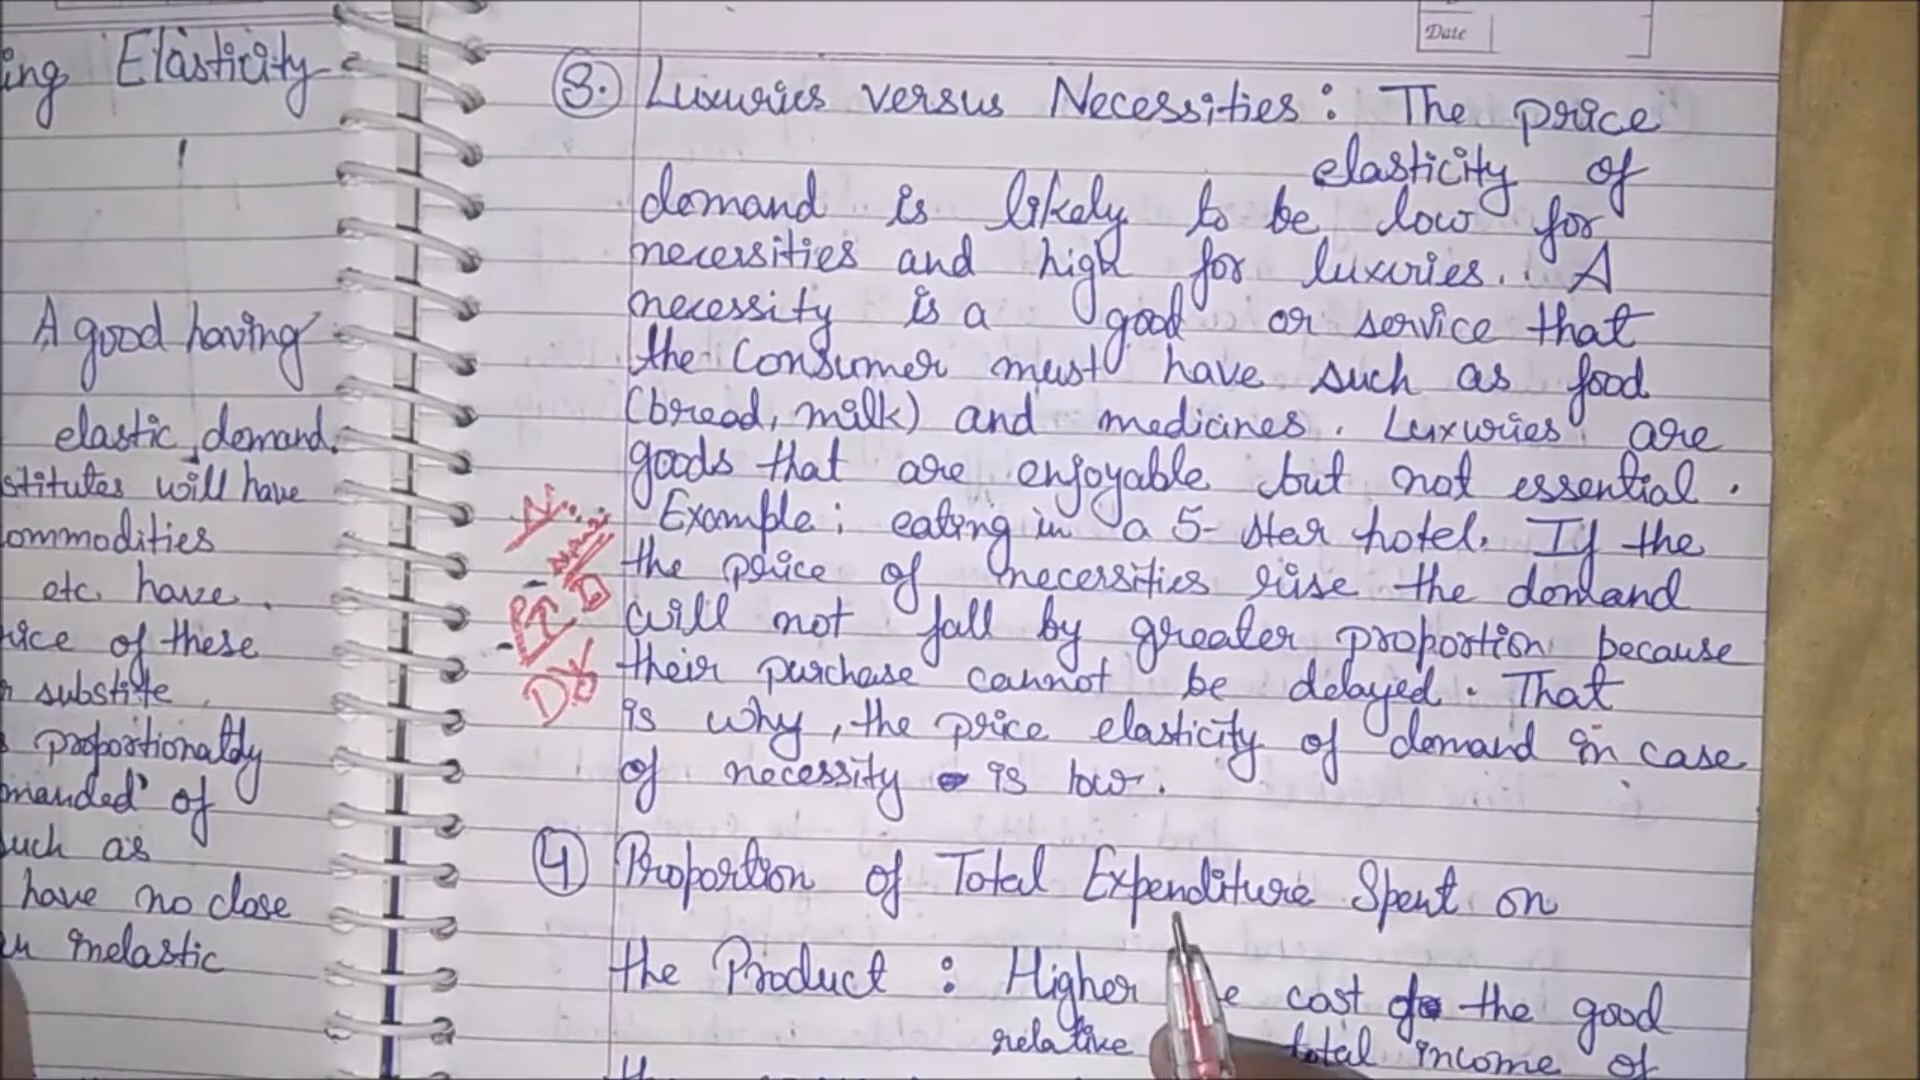 Date
ing Elasticity
A good having
elastic demand.
stitutes will have
ommodities
etc. have.
rice of these
substite
proportionally
manded of
such as
have no close
inelastic
3. Luxuries versus Necessities: The price
elasticity of
demand is likely to be low for
necessities and high for luxuries. A
necessity is a good or service that
the Consumer must have such as food
(bread, milk) and medicines. Luxuries are
goods that are enjoyable but not essential.
Example: eating in a 5-star hotel. If the
the price of necessities rise the demand
will not fall by greater proportion because
their purchase cannot be delayed. That
is why, the price elasticity of demand in case
of necessity is low.
4 Proportion of Total Expenditure Spent on
the Product: Higher e cost of the good
relative total income of